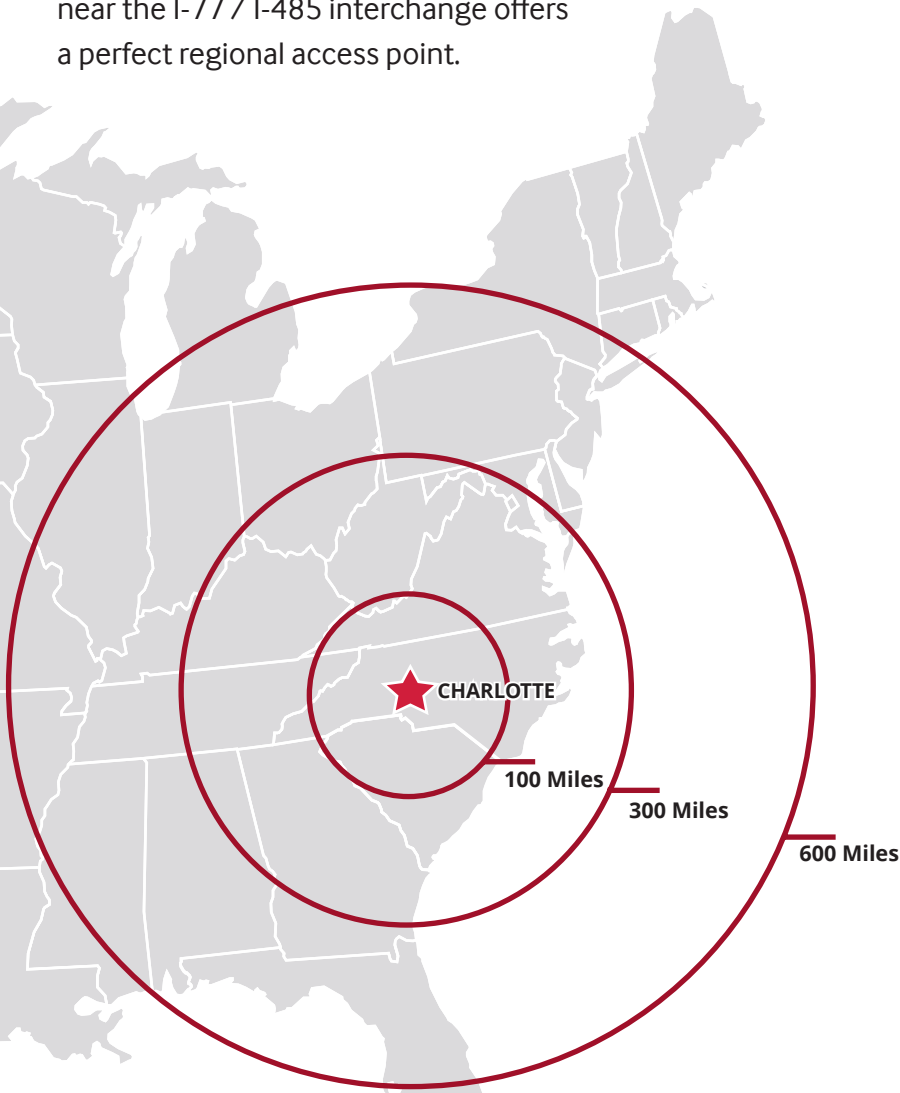 near the I-77 / I-485 interchange offers
a perfect regional access point.
CHARLOTTE
100 Miles
300 Miles
600 Miles